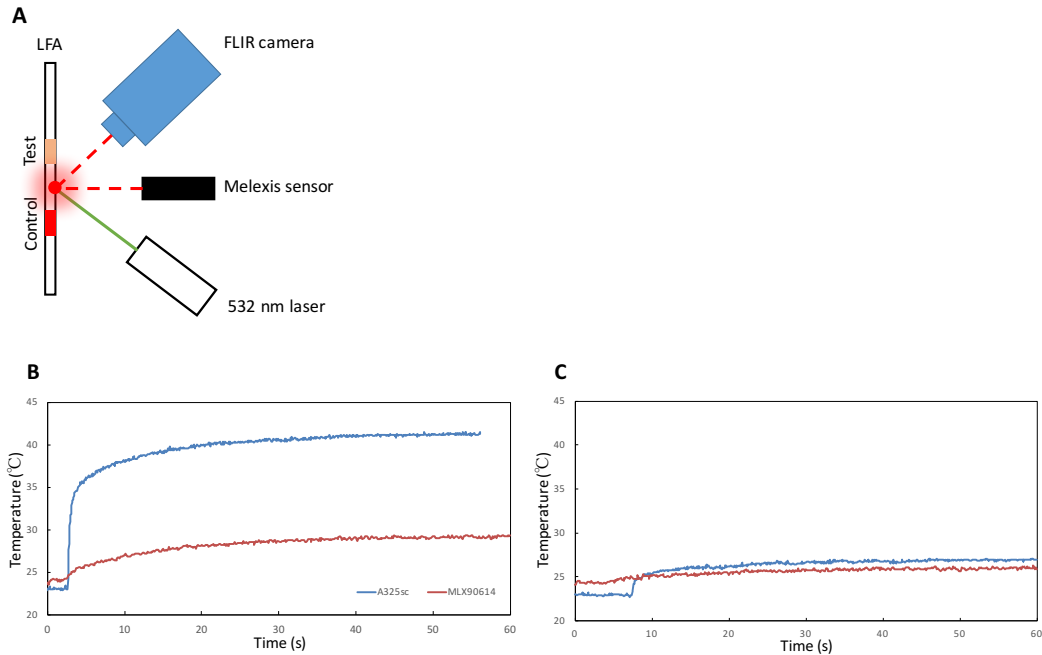 A
LFA
FLIR camera
Test
Melexis sensor
Control
532 nm laser
B
45
40
35
30
25
20
Temperature (℃)
0
10
20
30
40
50
60
Time (s)
A325sc
MLX90614
C
45
40
35
30
25
20
Temperature (℃)
0
10
20
30
40
50
60
Time (s)